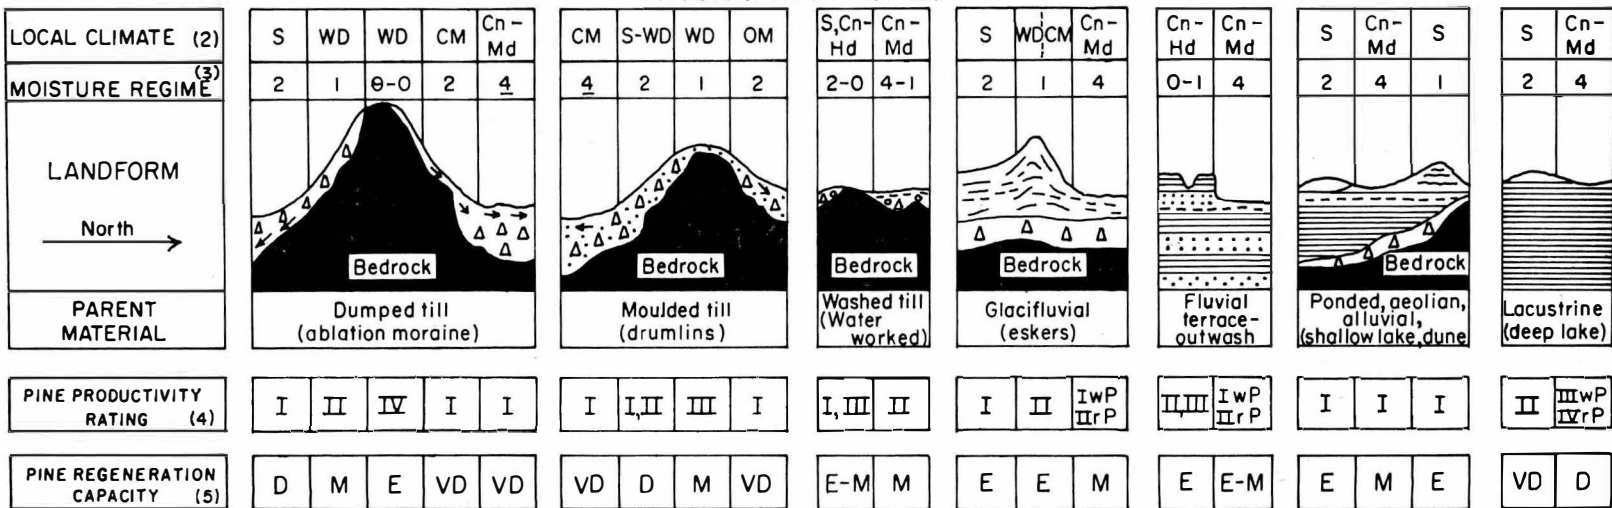 LOCAL CLIMATE (2)
S WD WD CM Cn-Md
CM S-WD WD OM
S,Cn-Hd Cn-Md
S WD CM Cn-Md
Cn-Hd Cn-Md
S Cn-Md S
S Cn-Md
MOISTURE REGIME (3)
2 1 θ-0 2 4
4 2 1 2
2-0 4-1
2 1 4
0-1 4
2 4 1
2 4
LANDFORM
North
Bedrock
Bedrock
Bedrock
Bedrock
Bedrock
PARENT
MATERIAL
Dumped till
(ablation moraine)
Moulded till
(drumlins)
Washed till
(Water
worked)
Glacifluvial
(eskers)
Fluvial
terrace-
outwash
Ponded, aeolian,
alluvial,
(shallow lake, dune
Lacustrine
(deep lake)
PINE PRODUCTIVITY
RATING (4)
I II IV I I
I I,II III I
I,III II
I II IwP IIrP
II,III IwP IIrP
I I I
II IIIwP IVrP
PINE REGENERATION
CAPACITY (5)
D M E VD VD
VD D M VD
E-M M
E E M
E E-M
E M E
VD D